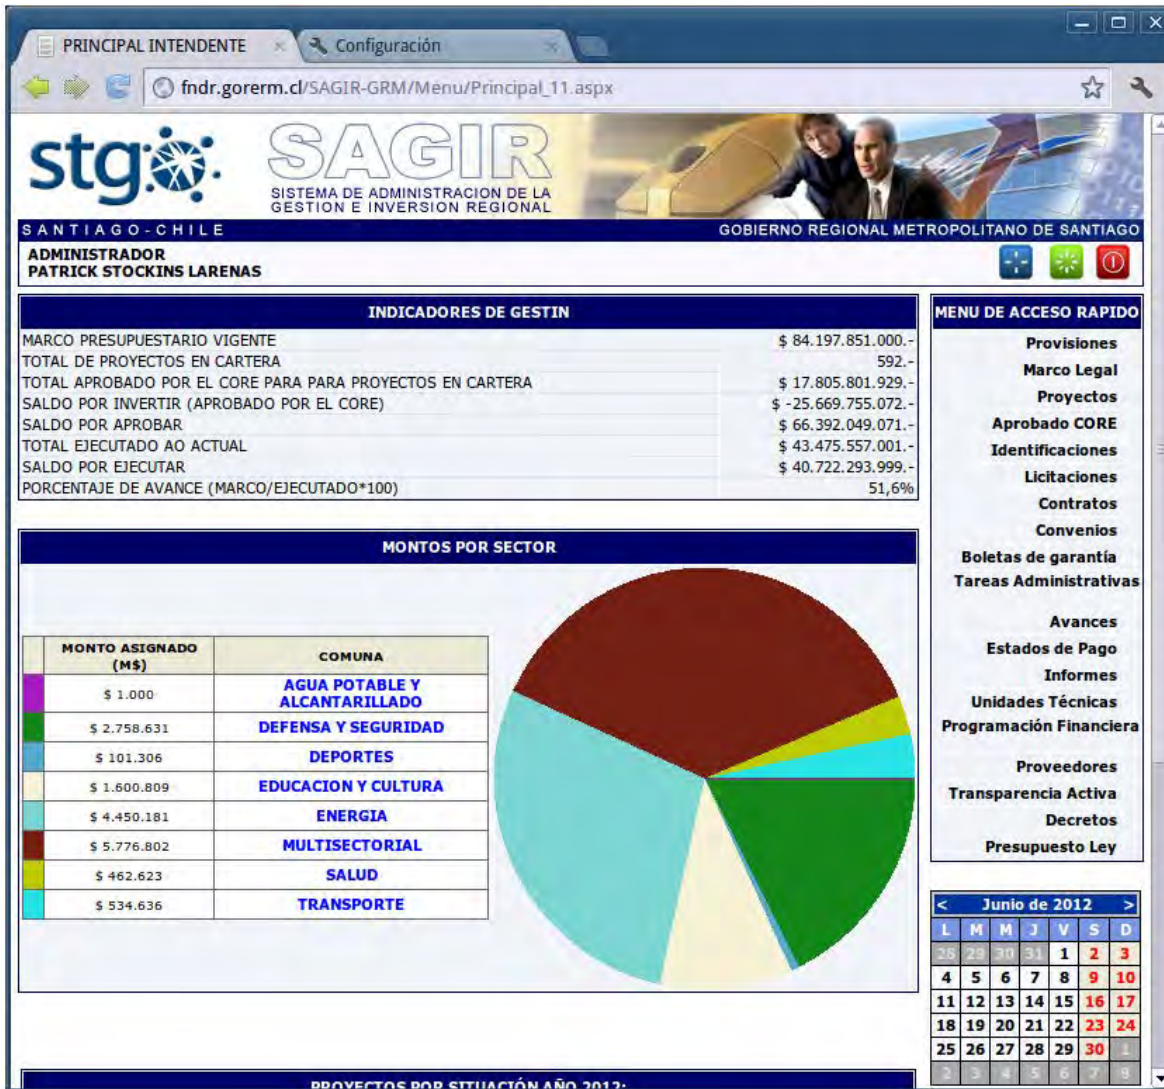 PRINCIPAL INTENDENTE
Configuración
fndr.gorerm.cl/SAGIR-GRM/Menu/Principal_11.aspx
stgo
SAGIR
SISTEMA DE ADMINISTRACION DE LA
GESTION E INVERSION REGIONAL
SANTIAGO-CHILE
GOBIERNO REGIONAL METROPOLITANO DE SANTIAGO
ADMINISTRADOR
PATRICK STOCKINS LARENAS
INDICADORES DE GESTIN
MARCO PRESUPUESTARIO VIGENTE $ 84.197.851.000.-
TOTAL DE PROYECTOS EN CARTERA 592.-
TOTAL APROBADO POR EL CORE PARA PARA PROYECTOS EN CARTERA $ 17.805.801.929.-
SALDO POR INVERTIR (APROBADO POR EL CORE) $ -25.669.755.072.-
SALDO POR APROBAR $ 66.392.049.071.-
TOTAL EJECUTADO AO ACTUAL $ 43.475.557.001.-
SALDO POR EJECUTAR $ 40.722.293.999.-
PORCENTAJE DE AVANCE (MARCO/EJECUTADO*100) 51,6%
MONTOS POR SECTOR
MONTO ASIGNADO
(M$)
COMUNA
$ 1.000 AGUA POTABLE Y
ALCANTARILLADO
$ 2.758.631 DEFENSA Y SEGURIDAD
$ 101.306 DEPORTES
$ 1.600.809 EDUCACION Y CULTURA
$ 4.450.181 ENERGIA
$ 5.776.802 MULTISECTORIAL
$ 462.623 SALUD
$ 534.636 TRANSPORTE
PROYECTOS POR SITUACIÓN AÑO 2012:
MENU DE ACCESO RAPIDO
Provisiones
Marco Legal
Proyectos
Aprobado CORE
Identificaciones
Licitaciones
Contratos
Convenios
Boletas de garantía
Tareas Administrativas
Avances
Estados de Pago
Informes
Unidades Técnicas
Programación Financiera
Proveedores
Transparencia Activa
Decretos
Presupuesto Ley
< Junio de 2012 >
L M M J V S D
28 29 30 31 1 2 3
4 5 6 7 8 9 10
11 12 13 14 15 16 17
18 19 20 21 22 23 24
25 26 27 28 29 30 1
2 3 4 5 6 7 8